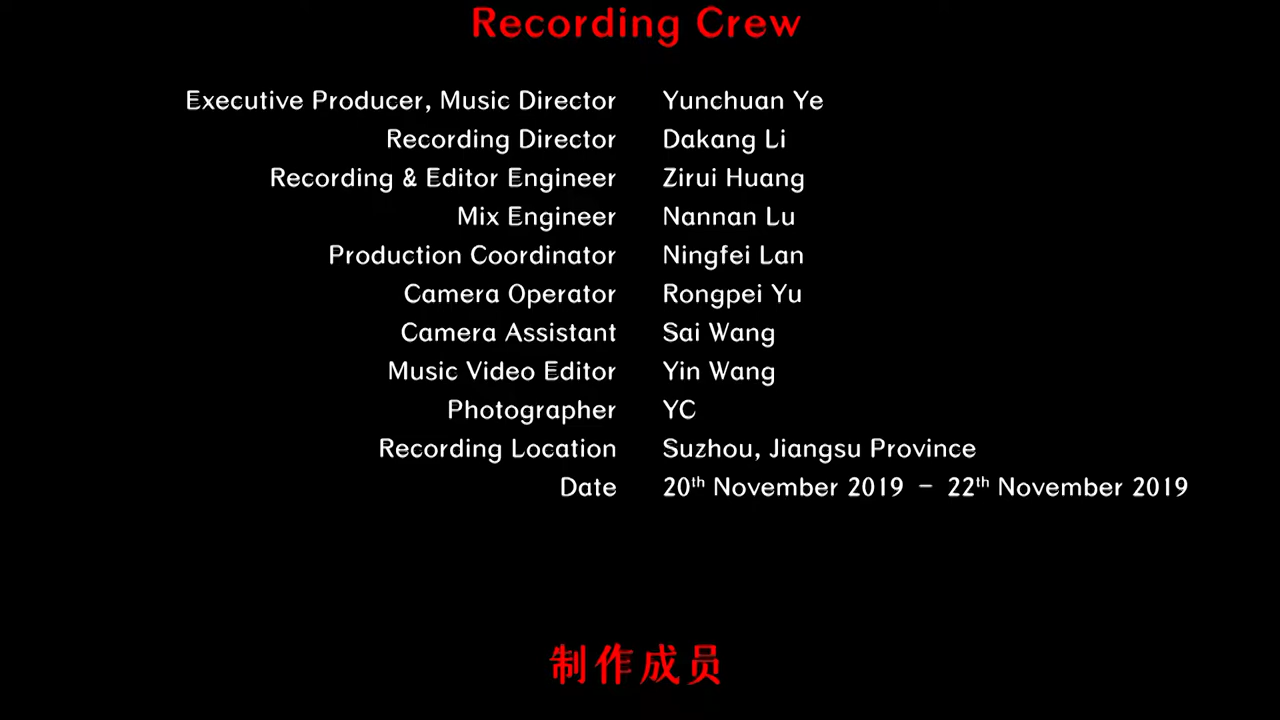 Recording Crew
Executive Producer, Music Director Yunchuan Ye
Recording Director Dakang Li
Recording & Editor Engineer Zirui Huang
Mix Engineer Nannan Lu
Production Coordinator Ningfei Lan
Camera Operator Rongpei Yu
Camera Assistant Sai Wang
Music Video Editor Yin Wang
Photographer YC
Recording Location Suzhou, Jiangsu Province
Date 20th November 2019 – 22th November 2019
制作成员